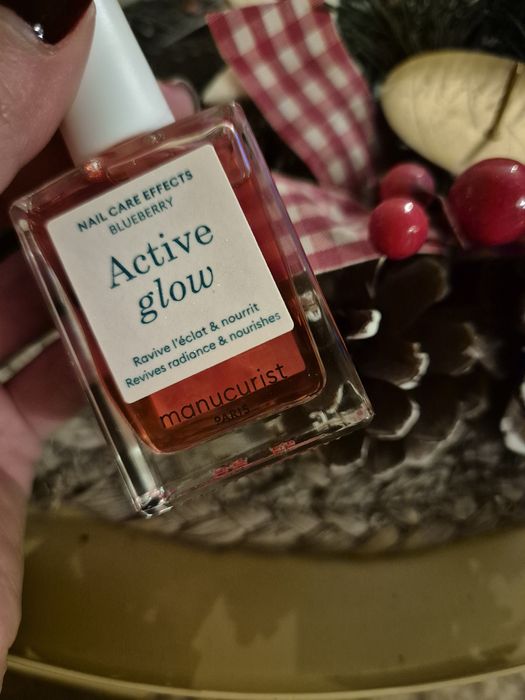 NAIL CARE EFFECTS
BLUEBERRY
Active
glow
Ravive l'éclat & nourrit
Revives radiance & nourishes
manucurist
PARIS